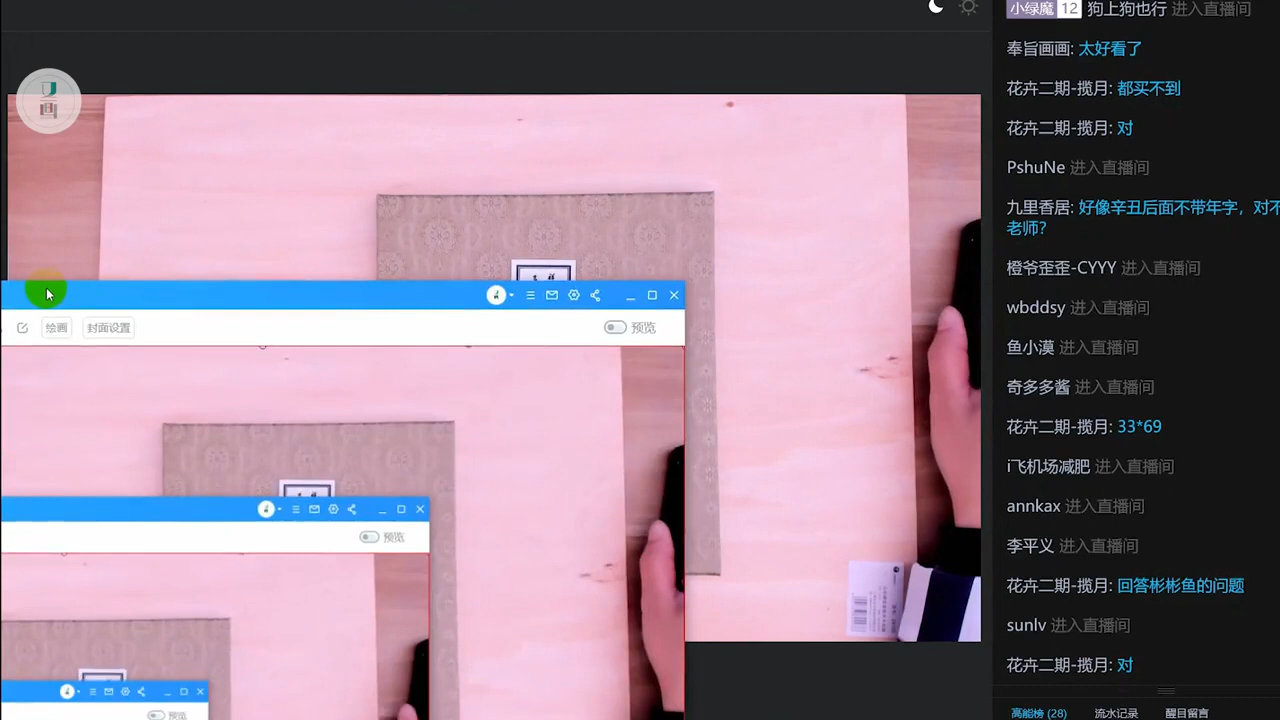 小绿魔 12 狗上狗也行 进入直播间
奉旨画画: 太好看了
花卉二期-揽月: 都买不到
花卉二期-揽月: 对
PshuNe 进入直播间
九里香居: 好像辛丑后面不带年字，对不
老师?
橙爷歪歪-CYYY 进入直播间
wbddsy 进入直播间
鱼小漠 进入直播间
奇多多酱 进入直播间
花卉二期-揽月: 33*69
i飞机场减肥 进入直播间
annkax 进入直播间
李平义 进入直播间
花卉二期-揽月: 回答彬彬鱼的问题
sunlv 进入直播间
花卉二期-揽月: 对
高能榜 (28) 流水记录 醒目留言
绘画 封面设置 预览
预览
预览